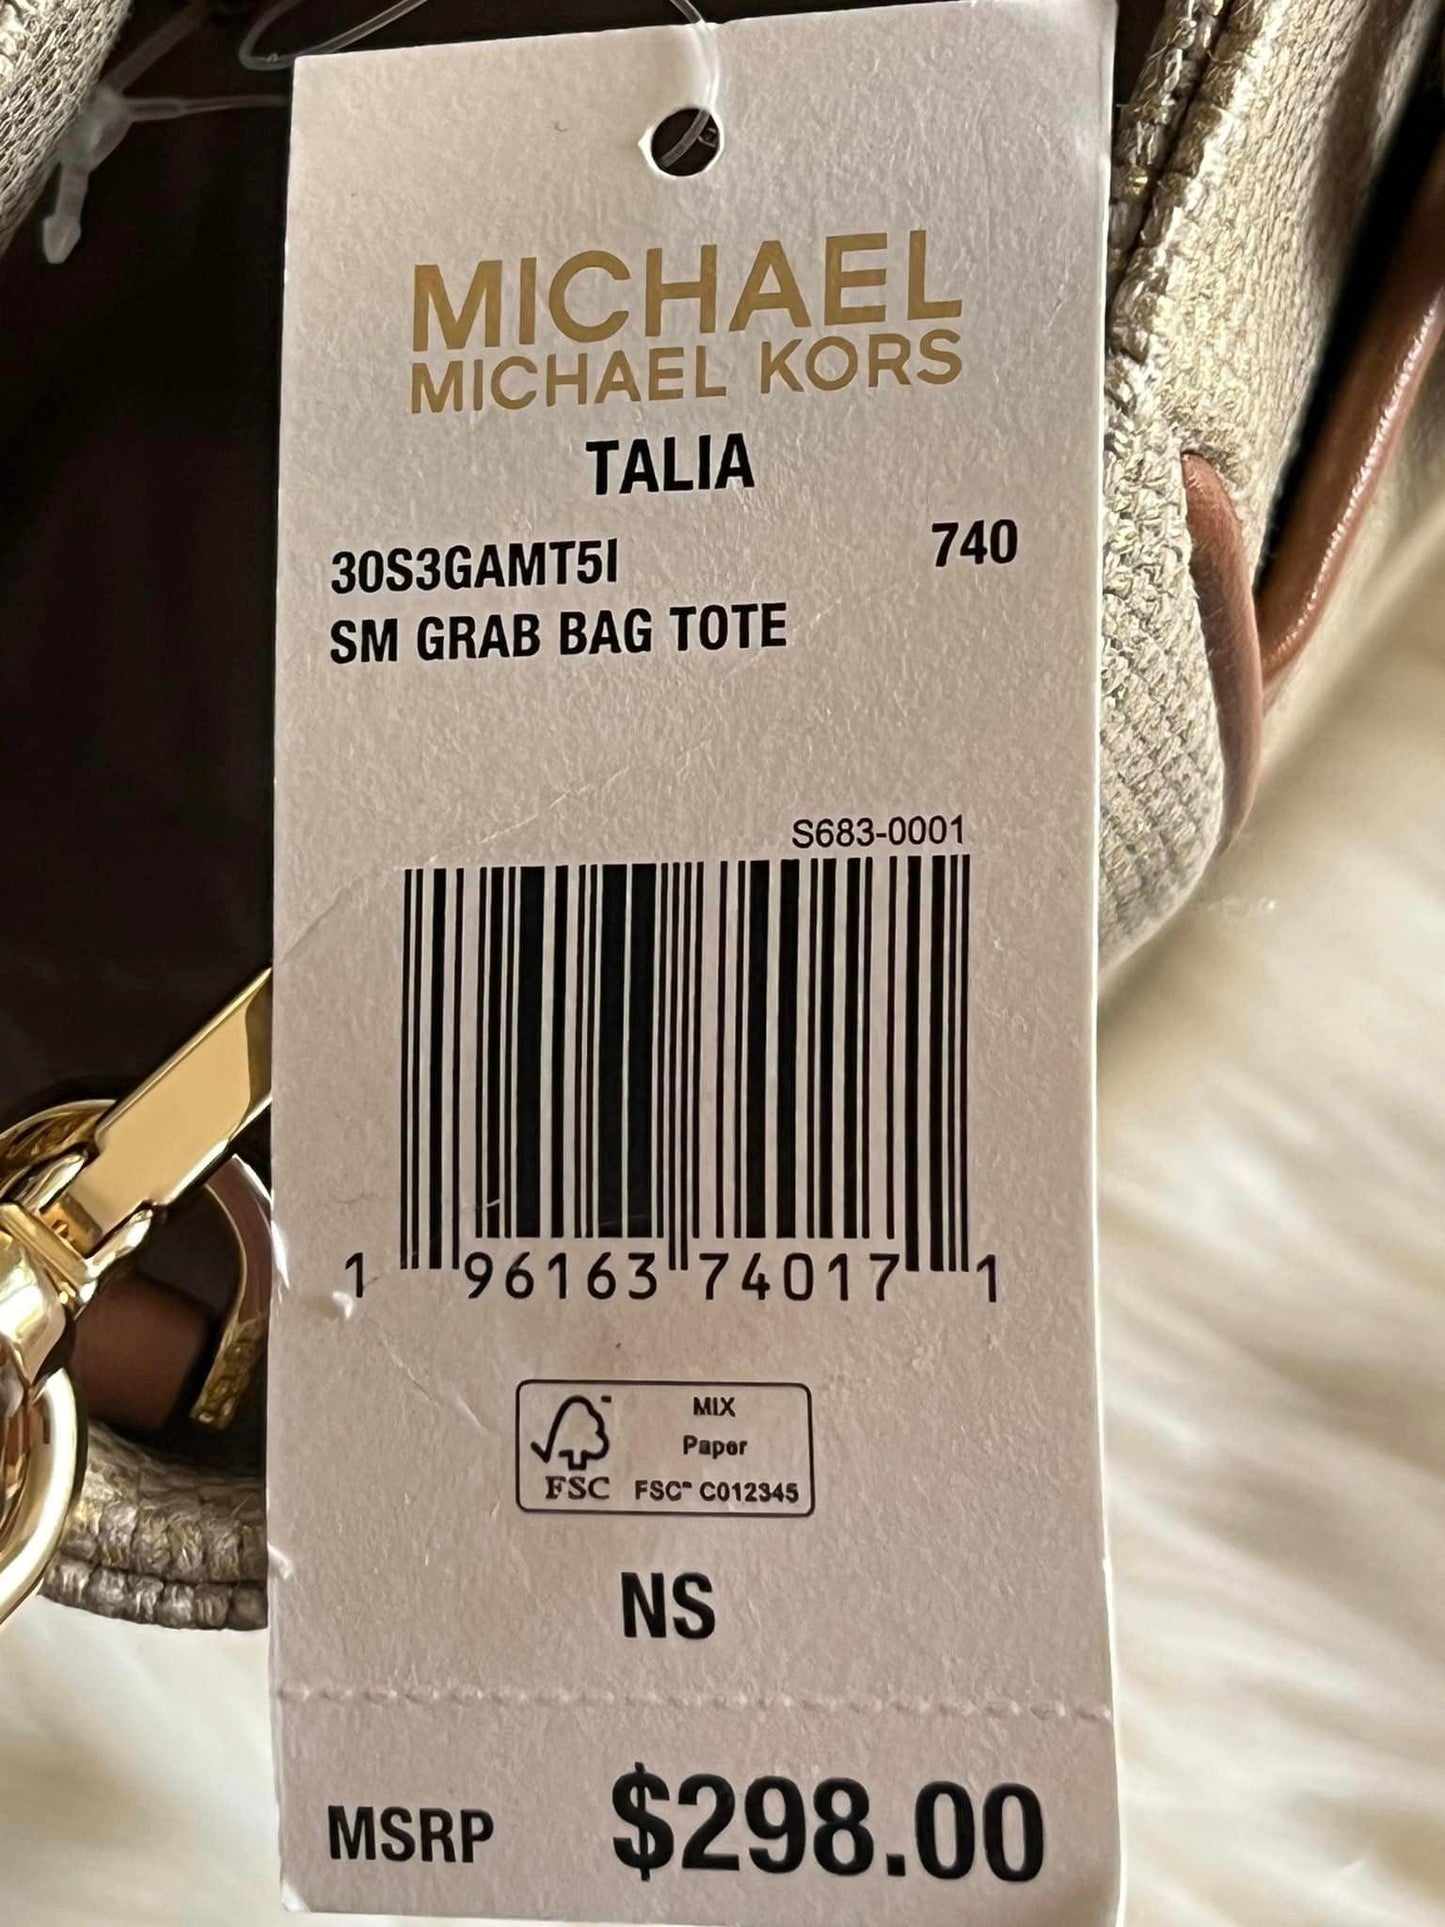 MICHAEL
MICHAEL KORS
TALIA
30S3GAMT5I 740
SM GRAB BAG TOTE
S683-0001
1 96163 74017 1
MIX
Paper
FSC FSC™ C012345
NS
MSRP $298.00